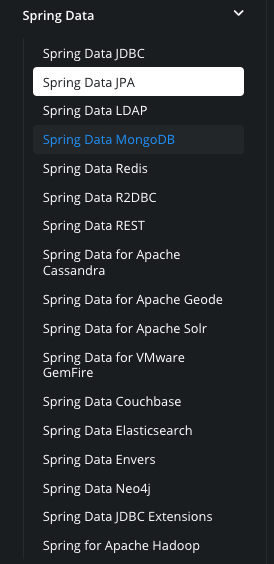 Spring Data
Spring Data JDBC
Spring Data JPA
Spring Data LDAP
Spring Data MongoDB
Spring Data Redis
Spring Data R2DBC
Spring Data REST
Spring Data for Apache
Cassandra
Spring Data for Apache Geode
Spring Data for Apache Solr
Spring Data for VMware
GemFire
Spring Data Couchbase
Spring Data Elasticsearch
Spring Data Envers
Spring Data Neo4j
Spring Data JDBC Extensions
Spring for Apache Hadoop